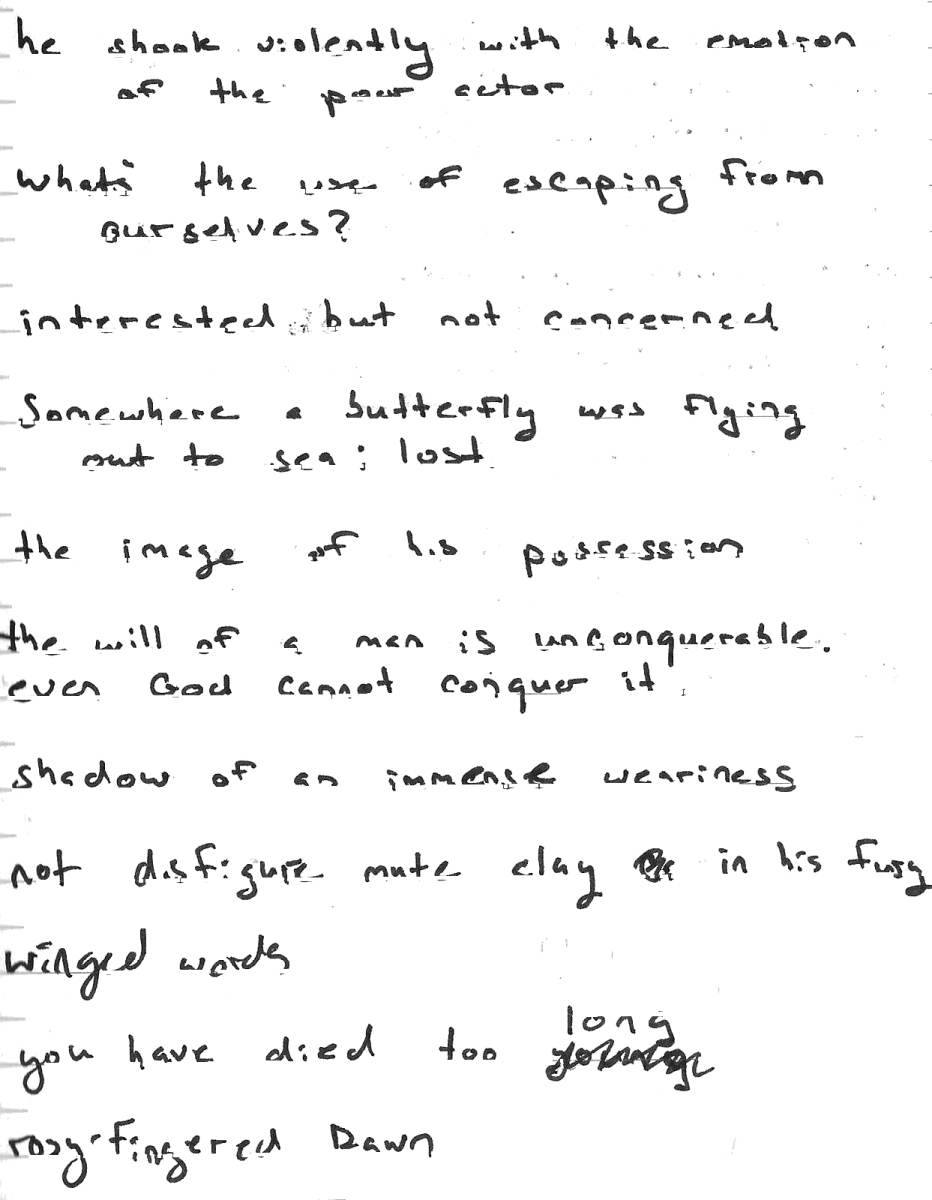 he shook violently with the emotion
of the poor actor
what's the use of escaping from
ourselves?
interested, but not concerned
Somewhere a butterfly was flying
out to sea; lost
the image of his possession
the will of a man is unconquerable.
even God cannot conquer it.
shadow of an immense weariness
not disfigure mute clay in his fury
winged words
long
you have died too
rosy-fingered Dawn